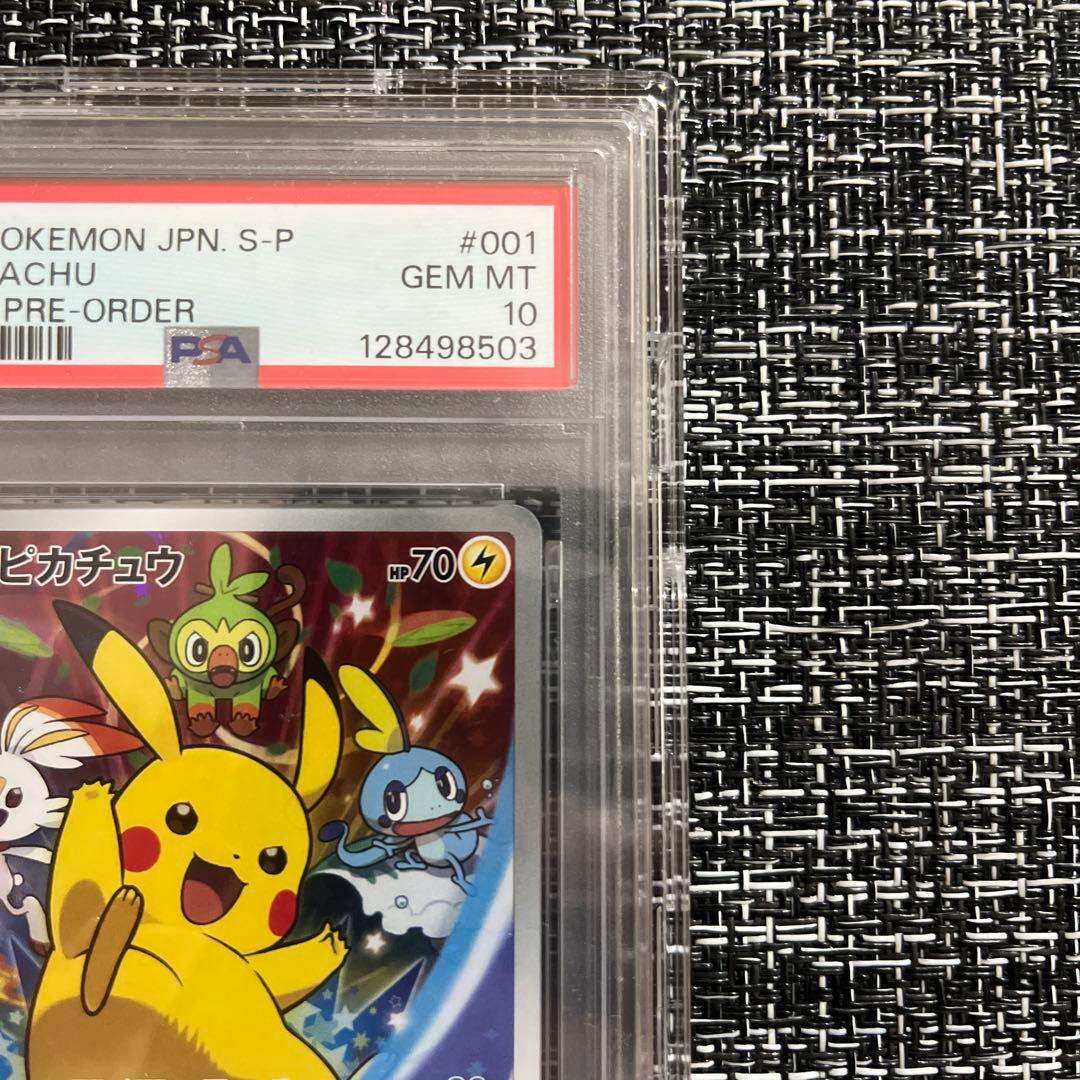 OKEMON JPN. S-P #001
ACHU GEM MT
PRE-ORDER 10
PSA 128498503
ピカチュウ HP70